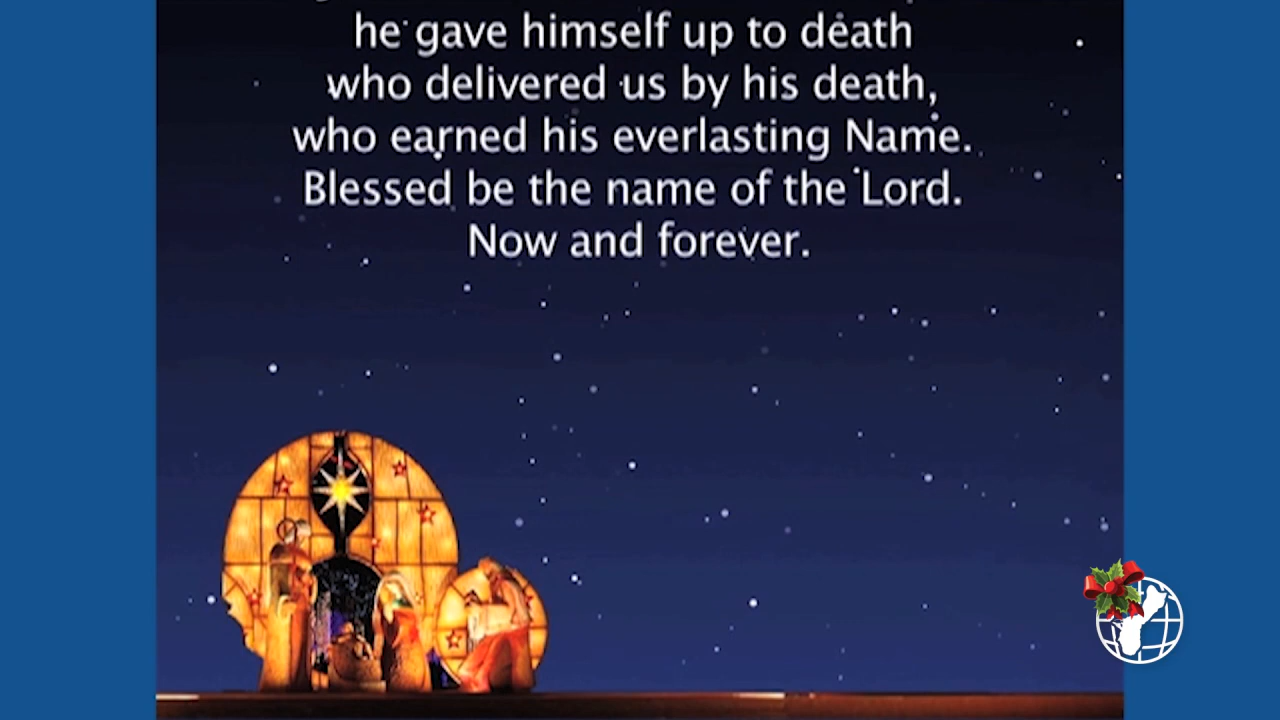 he gave himself up to death
who delivered us by his death,
who earned his everlasting Name.
Blessed be the name of the Lord.
Now and forever.